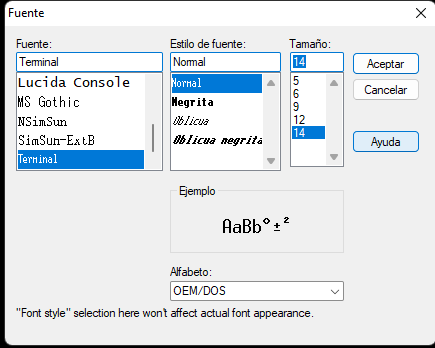 Fuente
Fuente:
Terminal
Lucida Console
MS Gothic
NSimSun
SimSun-ExtB
Terminal
Estilo de fuente:
Normal
Normal
Negrita
Oblicua
Oblicua negrita
Tamaño:
14
5
6
9
12
14
Aceptar
Cancelar
Ayuda
Ejemplo
AaBb°±²
Alfabeto:
OEM/DOS
"Font style" selection here won't affect actual font appearance.